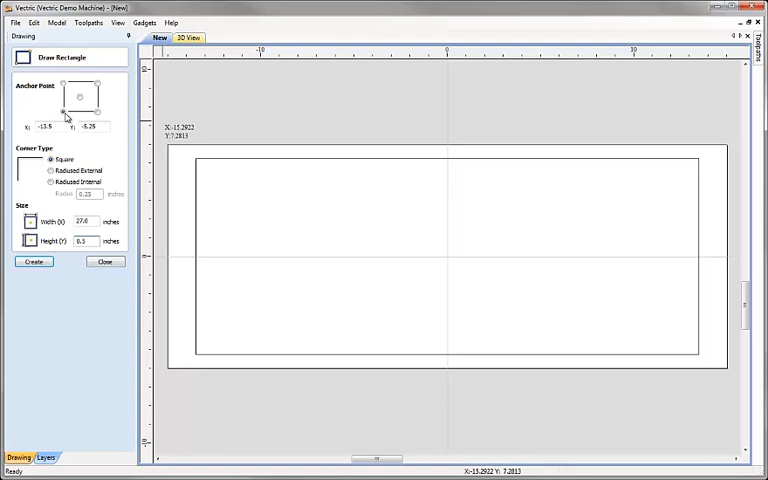 Vectric (Vectric Demo Machine) - [New]
File Edit Model Toolpaths View Gadgets Help
Drawing
New 3D View
Draw Rectangle
-10 0 10
Anchor Point
X: -13.5 Y: -5.25
X:-15.2922
Y:7.2813
Corner Type
Square
Radiused External
Radiused Internal
Radius 0.25 inches
Size
Width (X) 27.0 inches
Height (Y) 0.5 inches
Create Close
Toolpaths
Drawing Layers
Ready X:-15.2922 Y: 7.2813